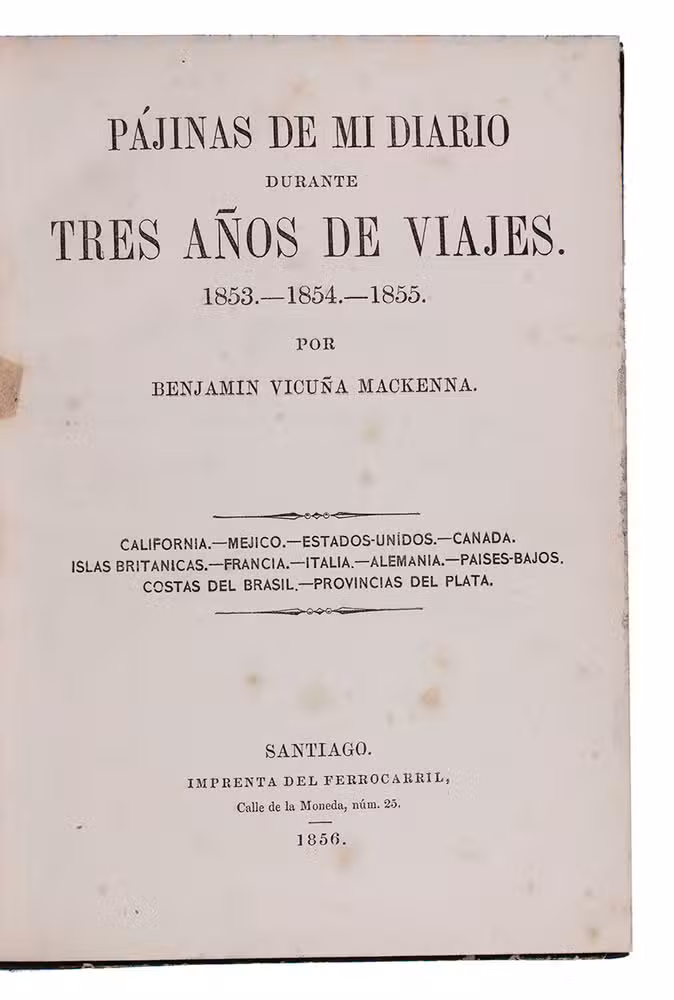 PÁJINAS DE MI DIARIO
DURANTE
TRES AÑOS DE VIAJES.
1853.—1854.—1855.
POR
BENJAMIN VICUÑA MACKENNA.
CALIFORNIA.—MEJICO.—ESTADOS-UNÍDOS.—CANADA.
ISLAS BRITANICAS.—FRANCIA.—ITALIA.—ALEMANIA.—PAISES-BAJOS.
COSTAS DEL BRASIL.—PROVINCIAS DEL PLATA.
SANTIAGO.
IMPRENTA DEL FERROCARRIL,
Calle de la Moneda, núm. 25.
1856.